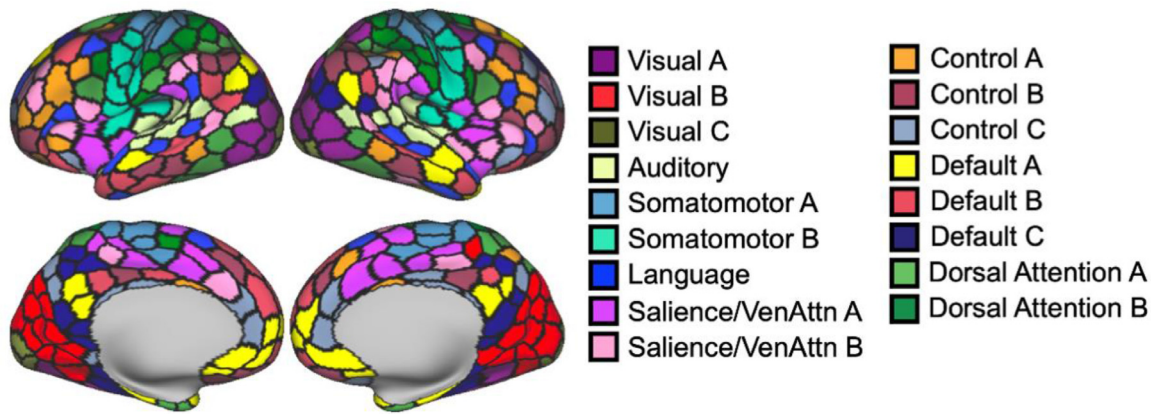 Visual A
Visual B
Visual C
Auditory
Somatomotor A
Somatomotor B
Language
Salience/VenAttn A
Salience/VenAttn B
Control A
Control B
Control C
Default A
Default B
Default C
Dorsal Attention A
Dorsal Attention B